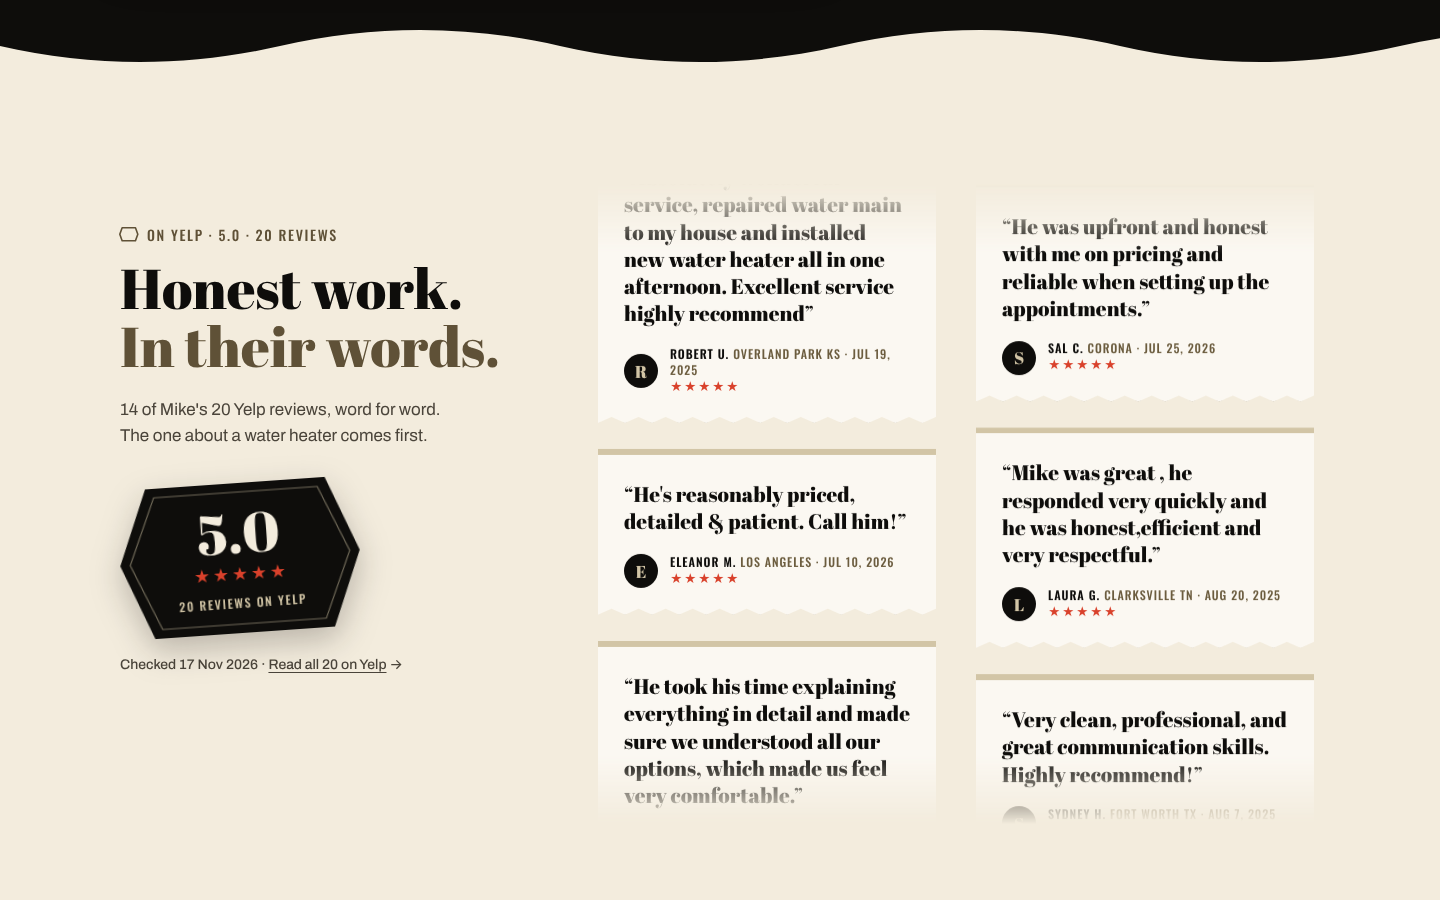 ON YELP · 5.0 · 20 REVIEWS
Honest work.
In their words.
14 of Mike's 20 Yelp reviews, word for word.
The one about a water heater comes first.
5.0
★★★★★
20 REVIEWS ON YELP
Checked 17 Nov 2026 · Read all 20 on Yelp →
service, repaired water main
to my house and installed
new water heater all in one
afternoon. Excellent service
highly recommend”
R
ROBERT U. OVERLAND PARK KS · JUL 19,
2025
★★★★★
“He's reasonably priced,
detailed & patient. Call him!”
E
ELEANOR M. LOS ANGELES · JUL 10, 2026
★★★★★
“He took his time explaining
everything in detail and made
sure we understood all our
options, which made us feel
very comfortable.”
“He was upfront and honest
with me on pricing and
reliable when setting up the
appointments.”
S
SAL C. CORONA · JUL 25, 2026
★★★★★
“Mike was great , he
responded very quickly and
he was honest,efficient and
very respectful.”
L
LAURA G. CLARKSVILLE TN · AUG 20, 2025
★★★★★
“Very clean, professional, and
great communication skills.
Highly recommend!”
SYDNEY H. FORT WORTH TX · AUG 7, 2025